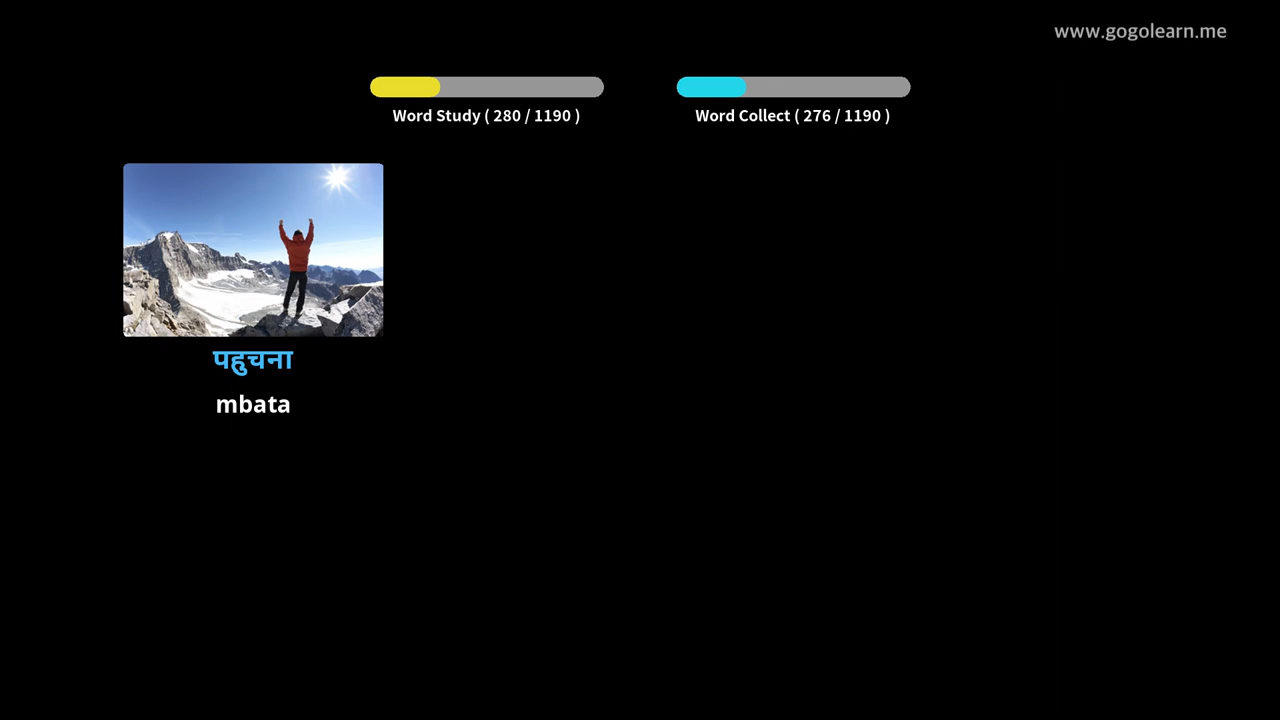 www.gogolearn.me
Word Study ( 280 / 1190 )
Word Collect ( 276 / 1190 )
पहुचना
mbata